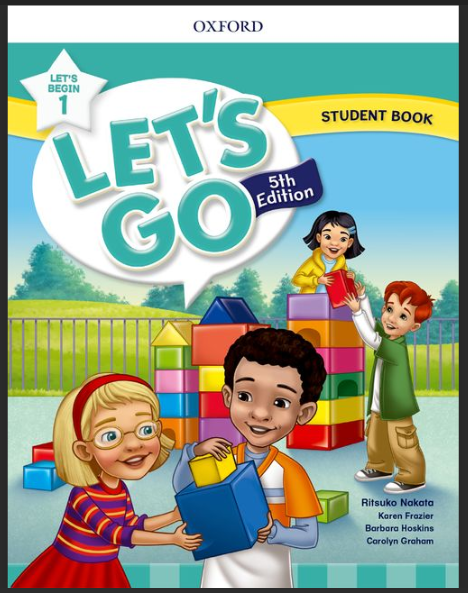 OXFORD
LET'S
BEGIN
1
STUDENT BOOK
LET'S
GO
5th
Edition
Ritsuko Nakata
Karen Frazier
Barbara Hoskins
Carolyn Graham